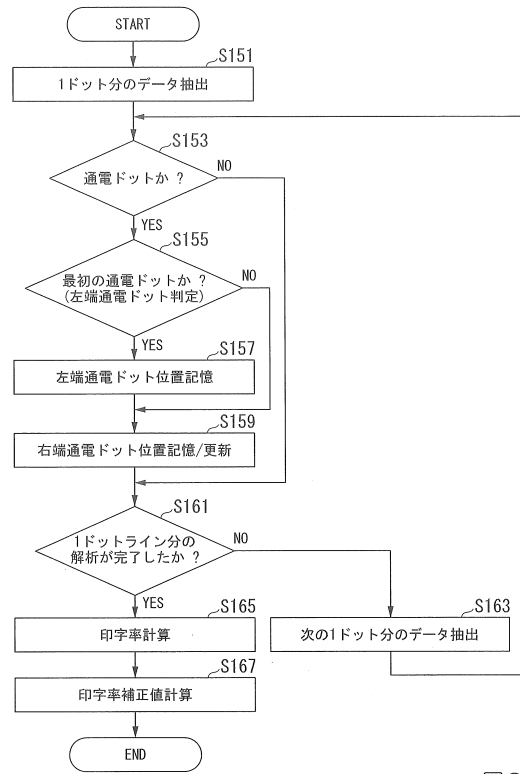 START
S151
1ドット分のデータ抽出
S153
通電ドットか ?
NO
YES
S155
最初の通電ドットか ?
(左端通電ドット判定)
NO
YES
S157
左端通電ドット位置記憶
S159
右端通電ドット位置記憶/更新
S161
1ドットライン分の
解析が完了したか ?
NO
YES
S165
印字率計算
S163
次の1ドット分のデータ抽出
S167
印字率補正値計算
END